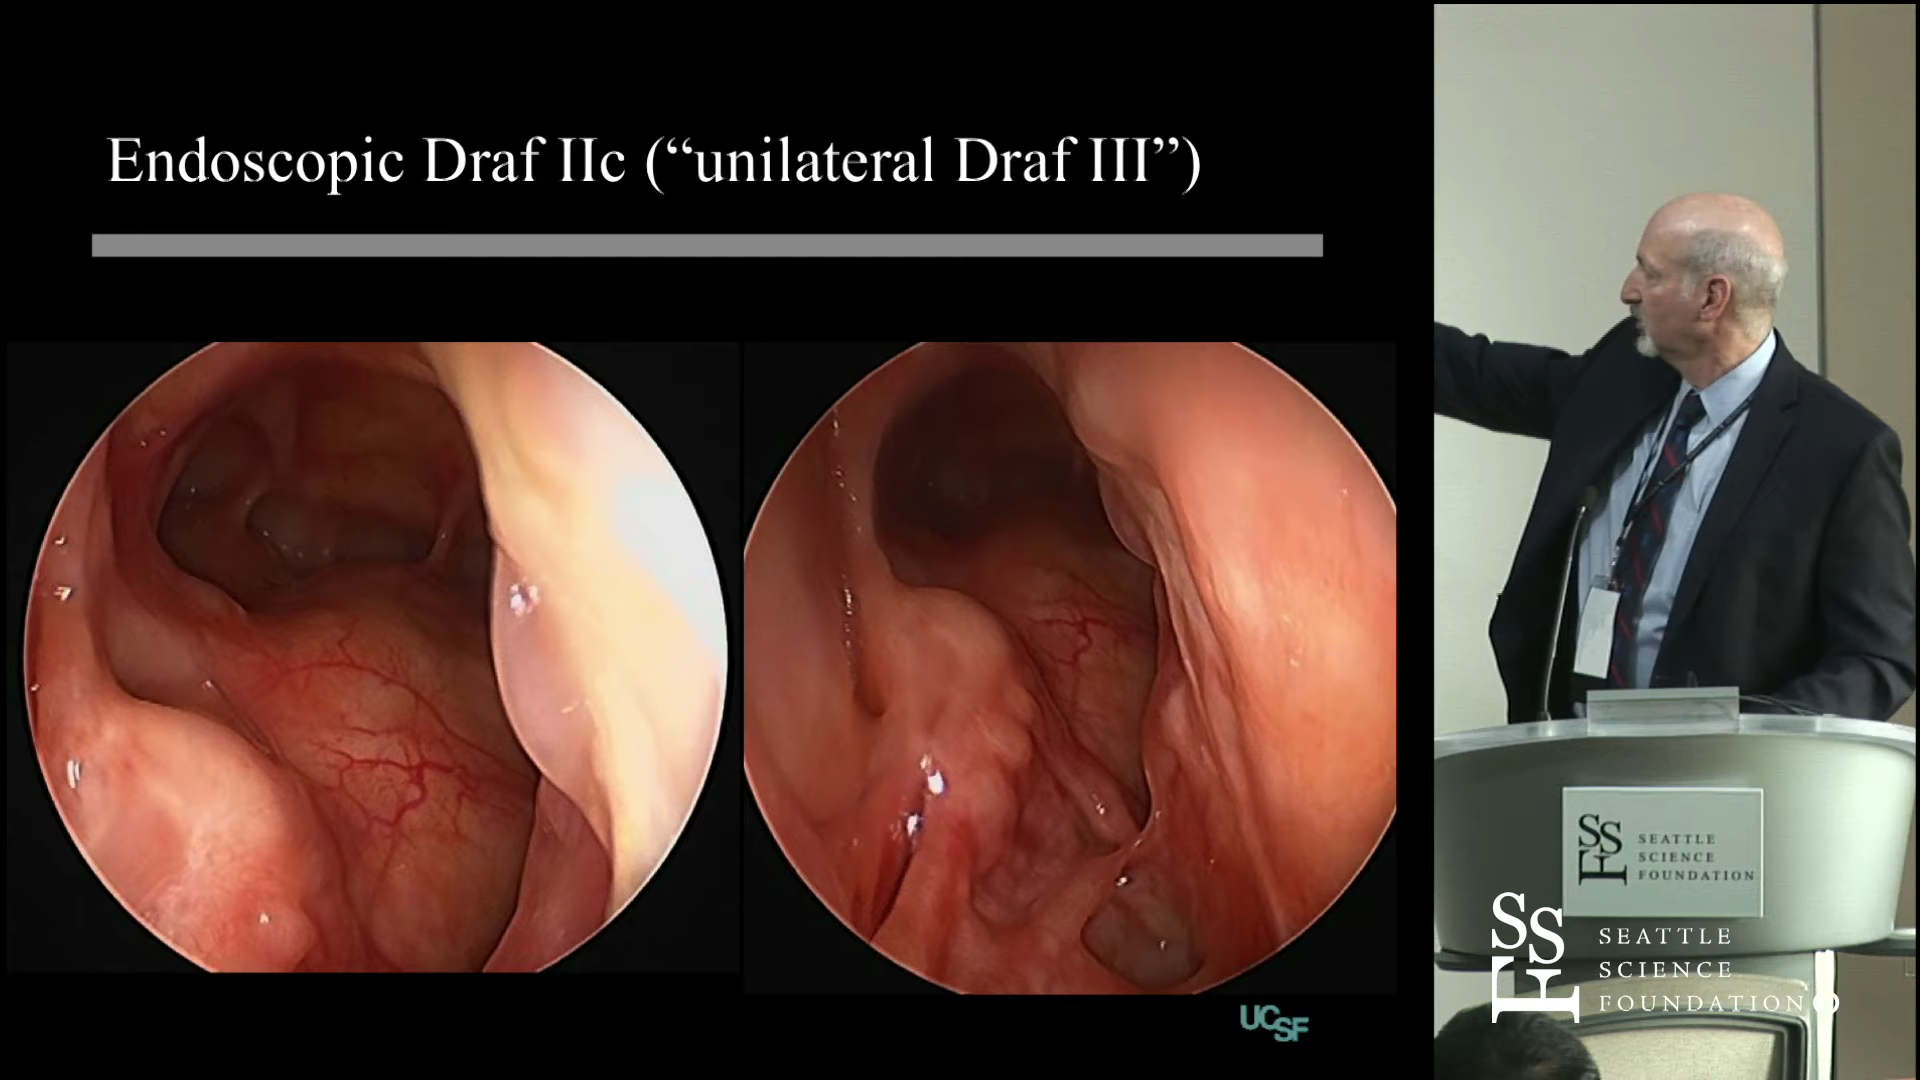 Endoscopic Draf IIc (“unilateral Draf III”)
UCSF
SSF
SEATTLE
SCIENCE
FOUNDATION
SSF
SEATTLE
SCIENCE
FOUNDATION